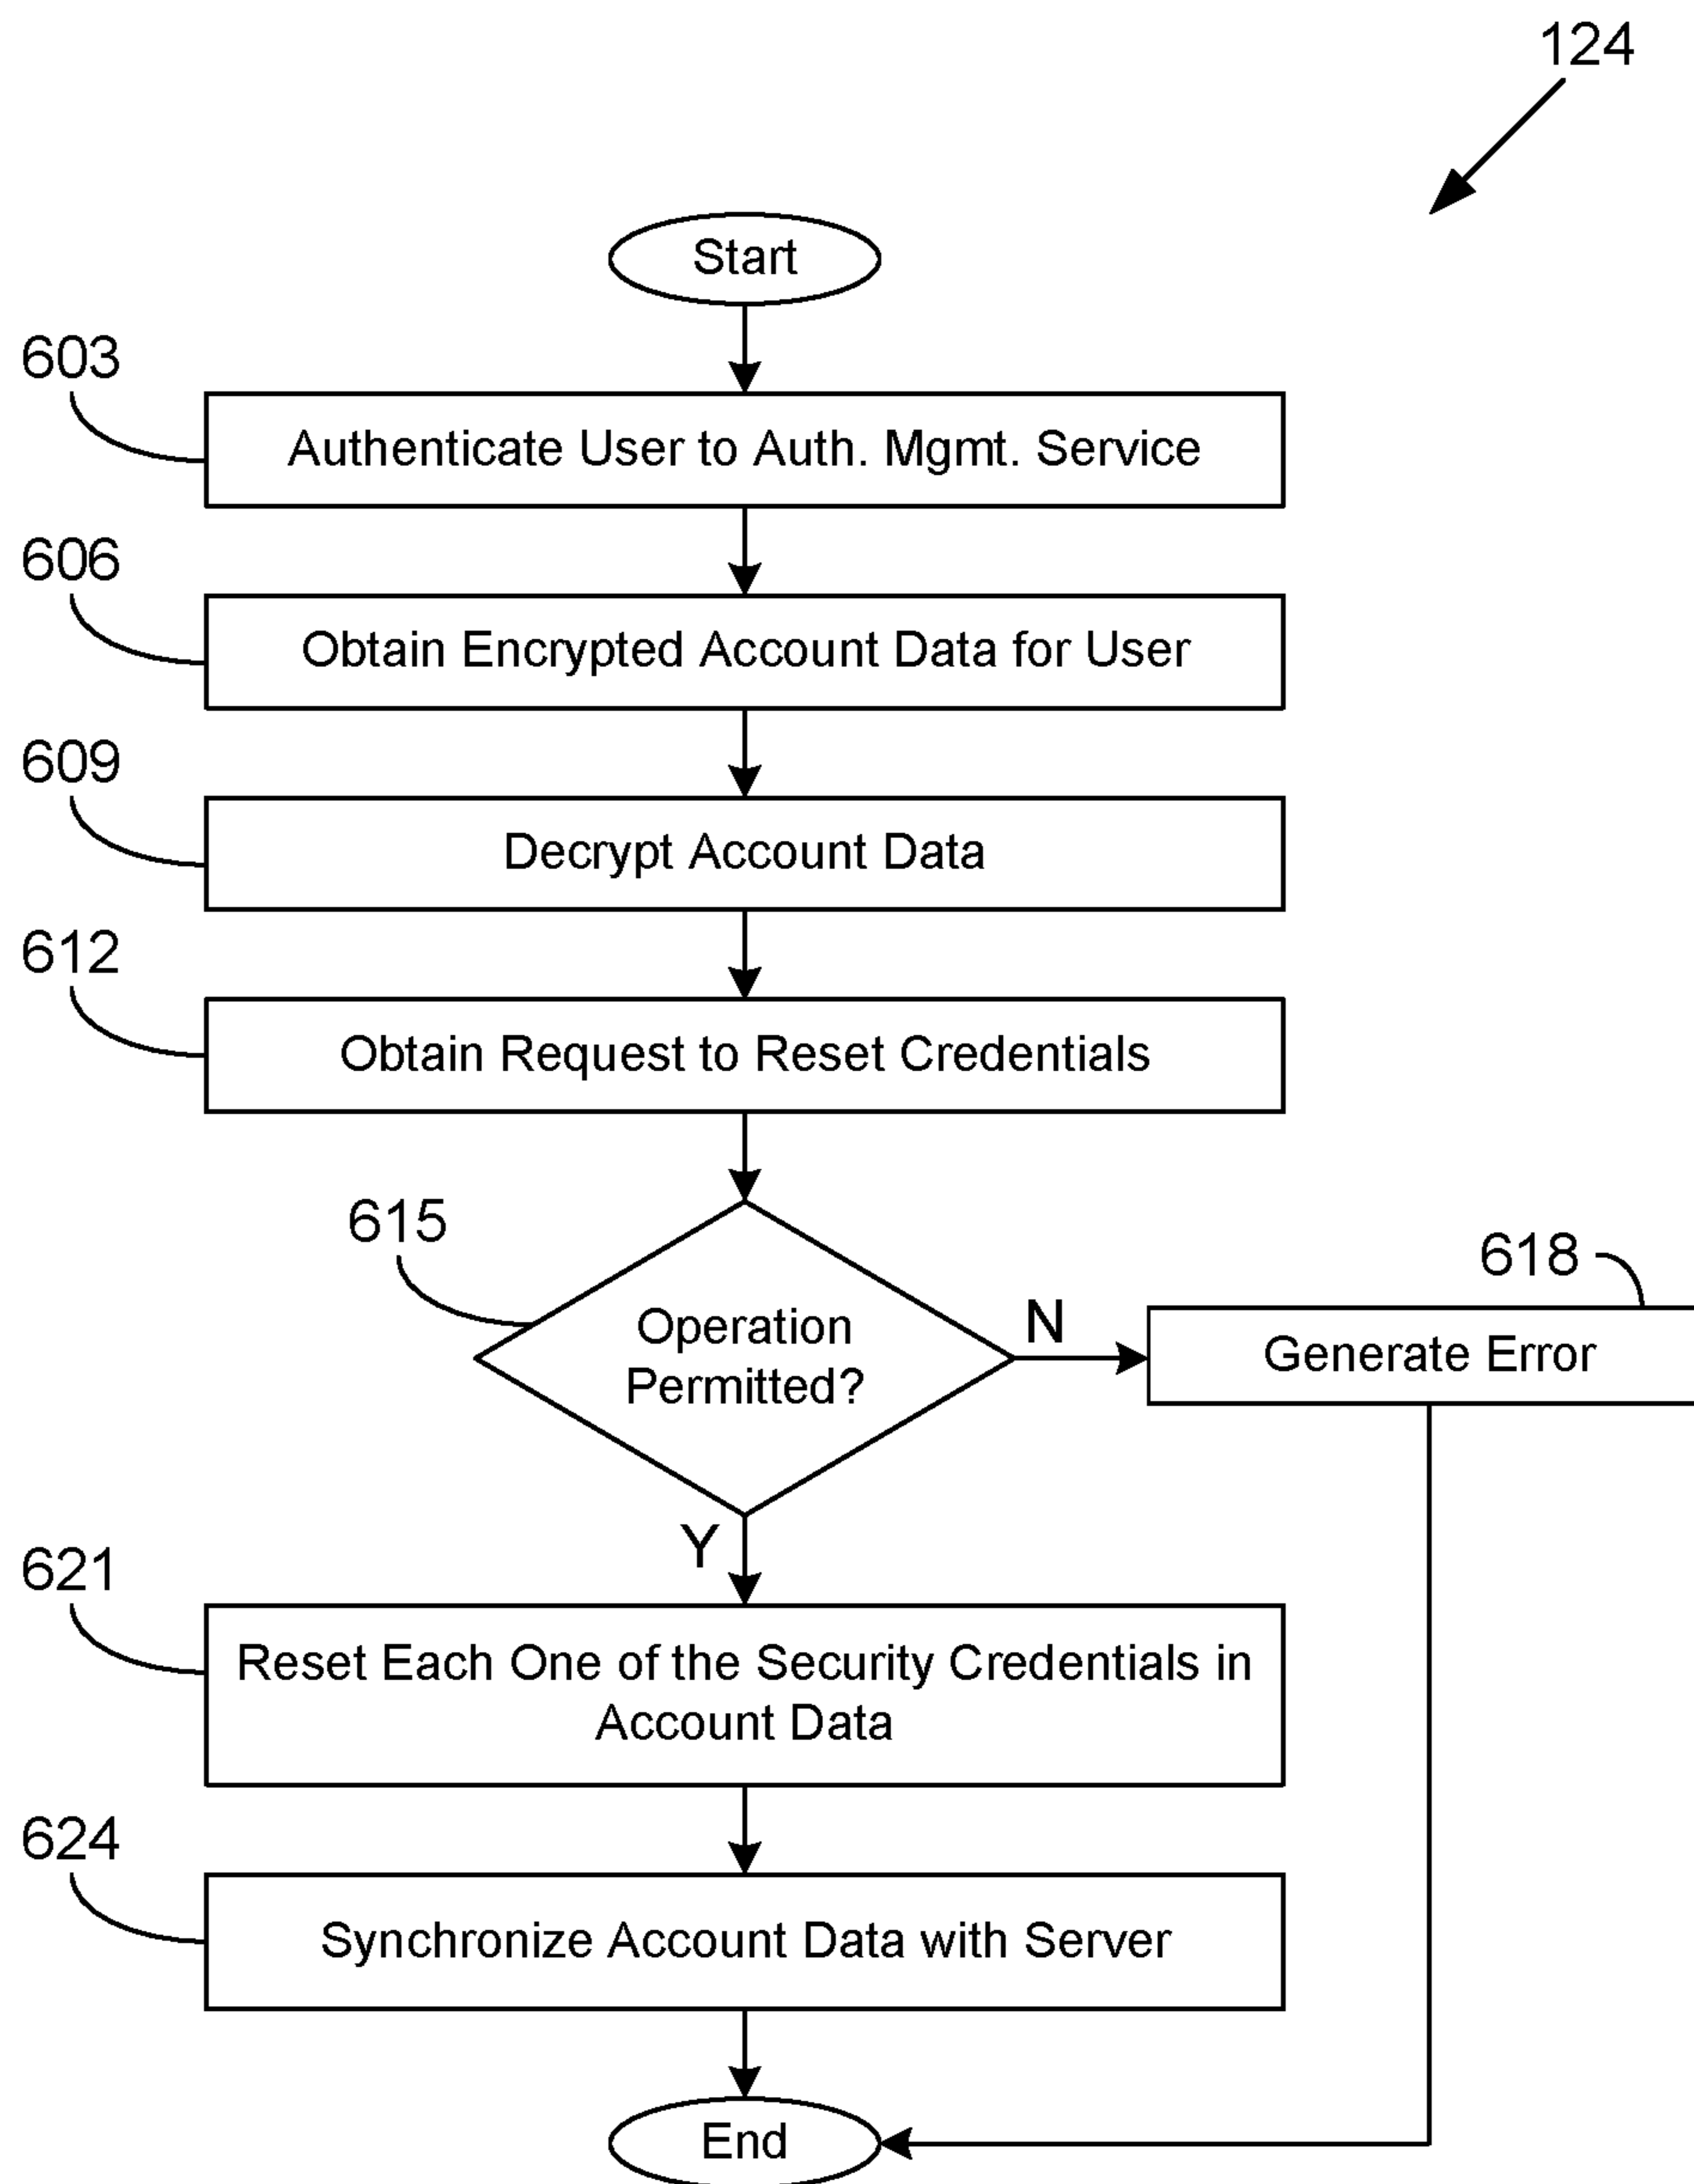 124
Start
603
Authenticate User to Auth. Mgmt. Service
606
Obtain Encrypted Account Data for User
609
Decrypt Account Data
612
Obtain Request to Reset Credentials
615
Operation
Permitted?
N
618
Generate Error
Y
621
Reset Each One of the Security Credentials in
Account Data
624
Synchronize Account Data with Server
End